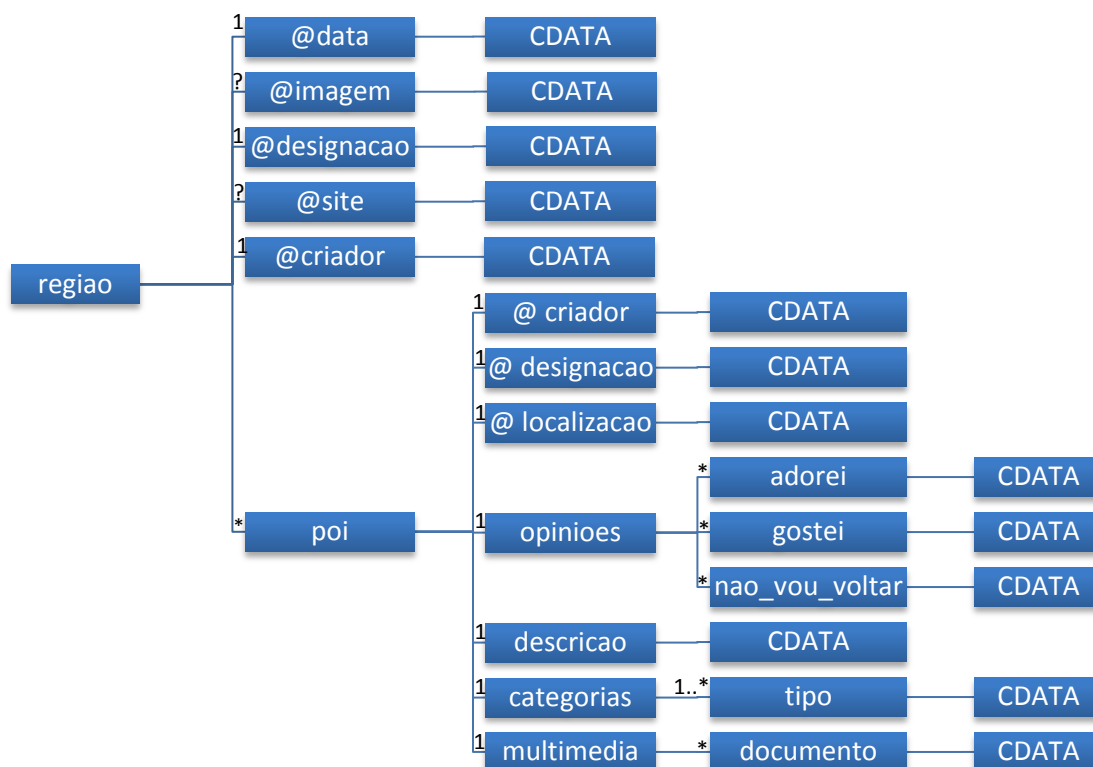 1 @data CDATA
? @imagem CDATA
1 @designacao CDATA
? @site CDATA
1 @criador CDATA
regiao
1 @ criador CDATA
1 @ designacao CDATA
1 @ localizacao CDATA
* adorei CDATA
* poi 1 opinioes * gostei CDATA
* nao_vou_voltar CDATA
1 descricao CDATA
1 categorias 1..* tipo CDATA
1 multimedia * documento CDATA